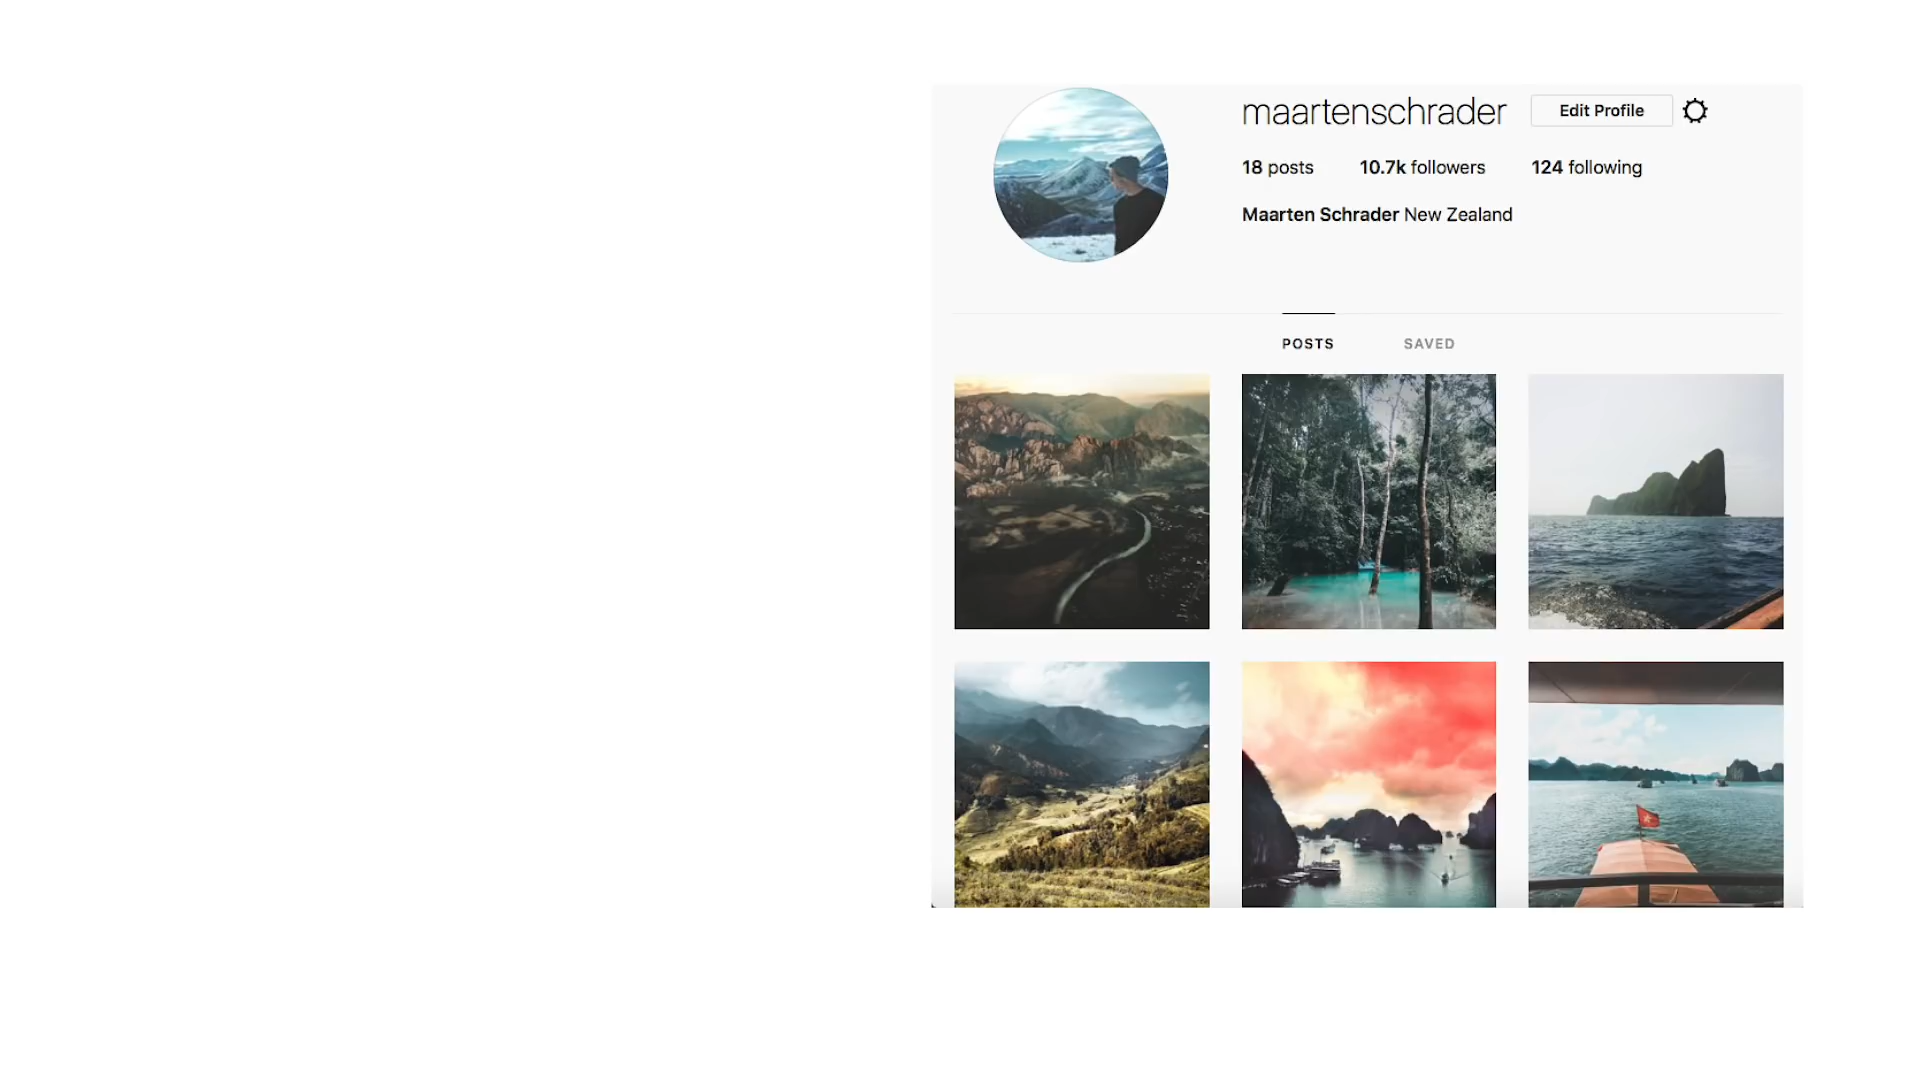 maartenschrader Edit Profile
18 posts 10.7k followers 124 following
Maarten Schrader New Zealand
POSTS SAVED